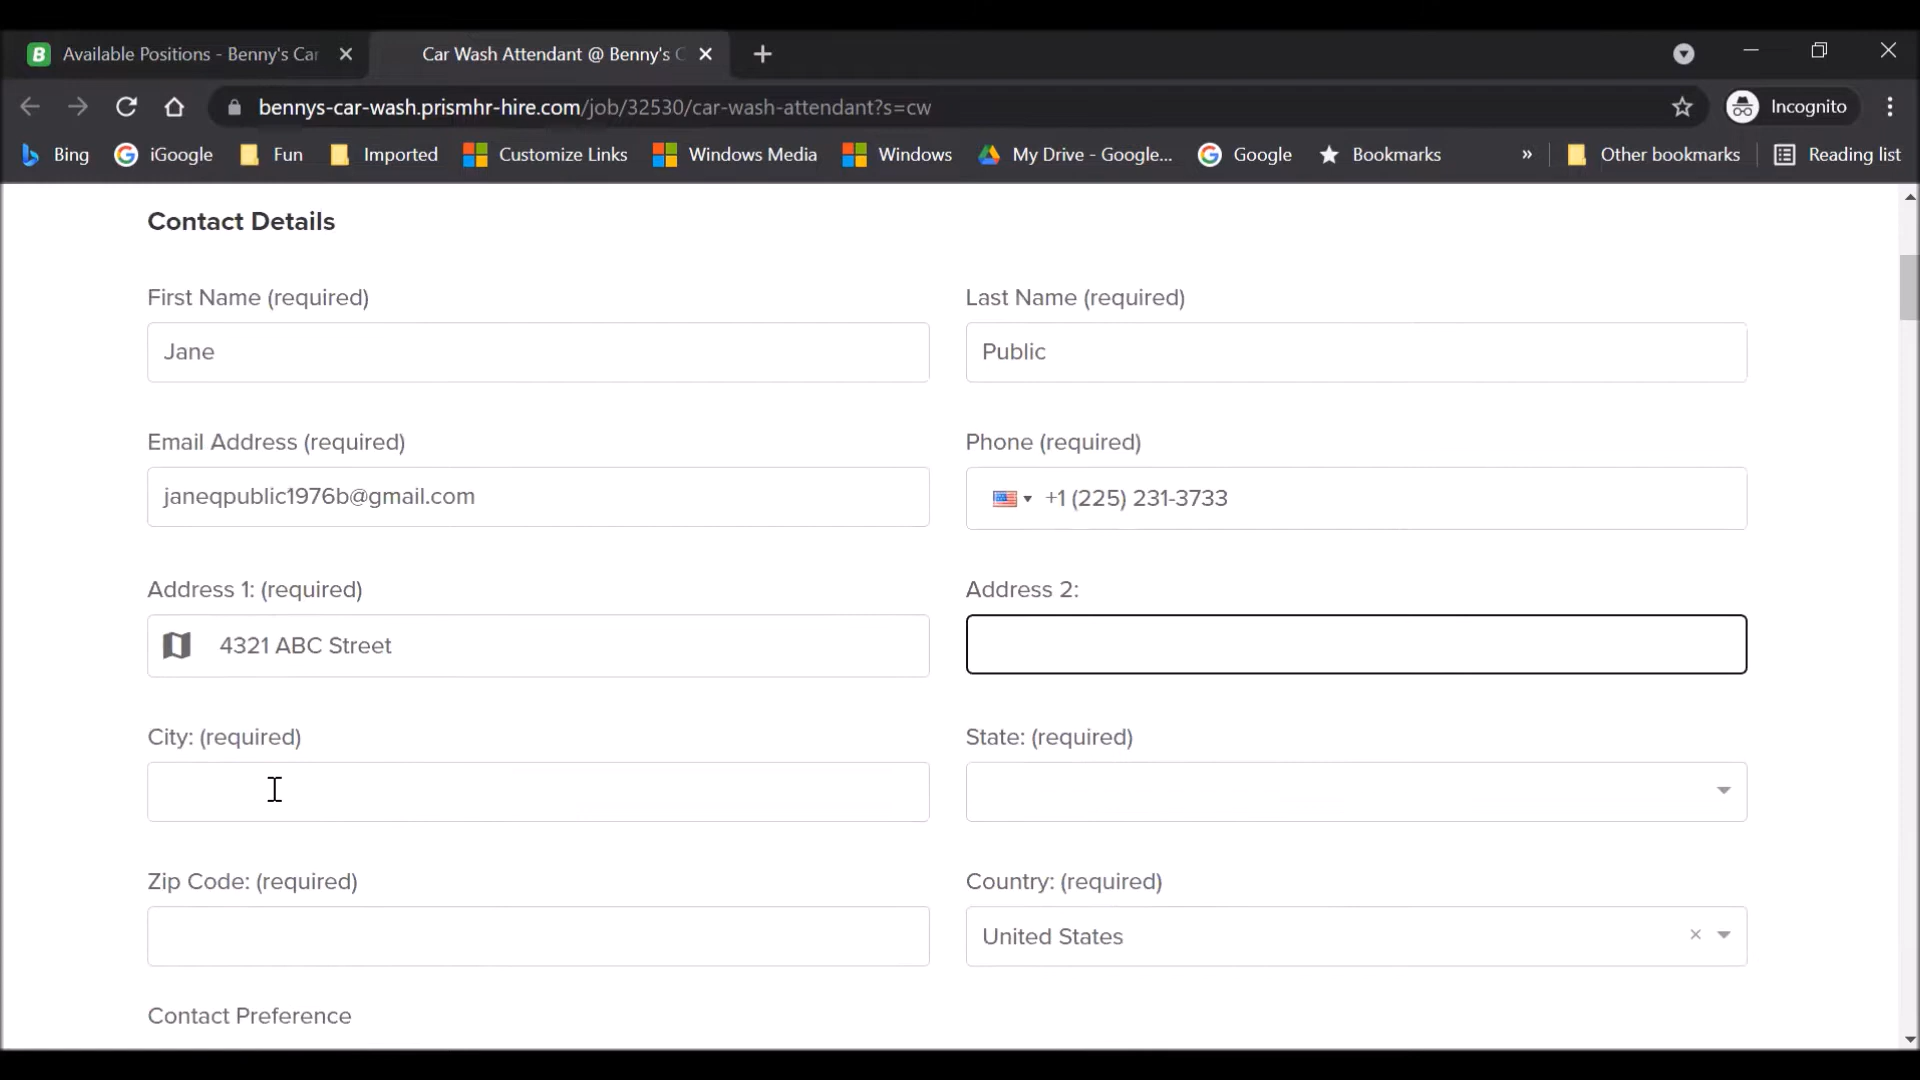 Available Positions - Benny's Car
Car Wash Attendant @ Benny's C
bennys-car-wash.prismhr-hire.com/job/32530/car-wash-attendant?s=cw
Incognito
Bing
iGoogle
Fun
Imported
Customize Links
Windows Media
Windows
My Drive - Google...
Google
Bookmarks
»
Other bookmarks
Reading list
Contact Details
First Name (required)
Last Name (required)
Jane
Public
Email Address (required)
Phone (required)
janeqpublic1976b@gmail.com
+1 (225) 231-3733
Address 1: (required)
Address 2:
4321 ABC Street
City: (required)
State: (required)
Zip Code: (required)
Country: (required)
United States
Contact Preference